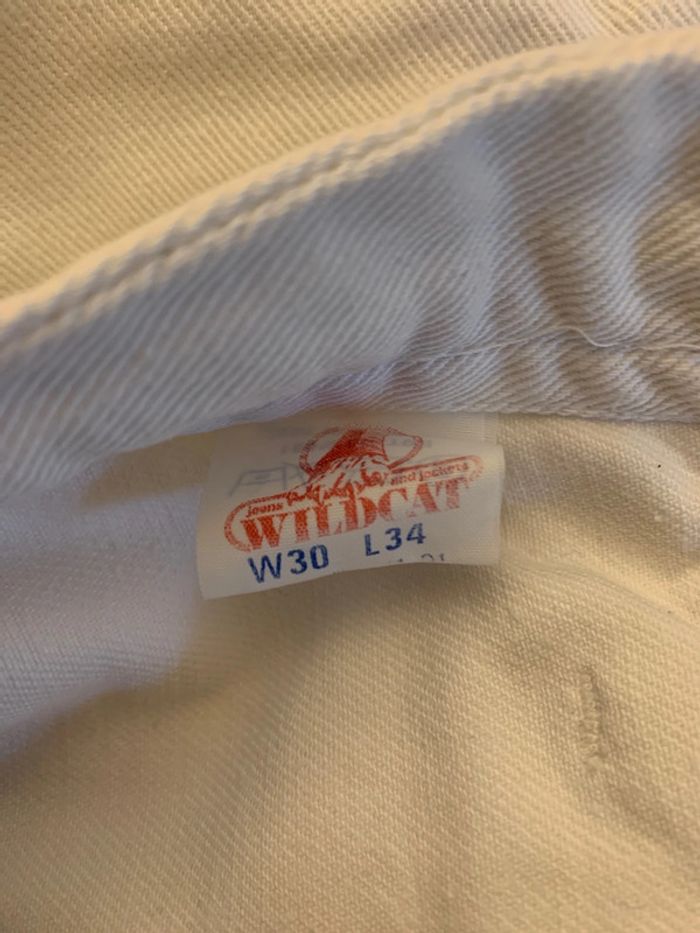 jeans and jackets
WILDCAT
W30 L34